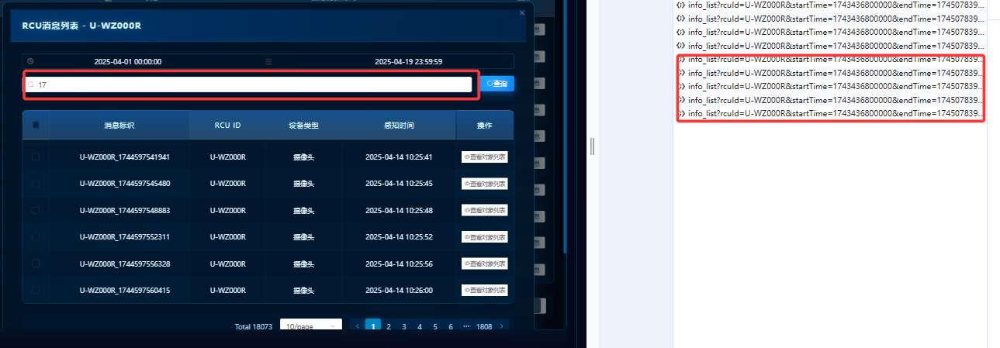 RCU消息列表 - U-WZ000R
2025-04-01 00:00:00 2025-04-19 23:59:59
17 查询
消息标识 RCU ID 设备类型 感知时间 操作
U-WZ000R_1744597541941 U-WZ000R 摄像头 2025-04-14 10:25:41 查看对象列表
U-WZ000R_1744597545480 U-WZ000R 摄像头 2025-04-14 10:25:45 查看对象列表
U-WZ000R_1744597548883 U-WZ000R 摄像头 2025-04-14 10:25:48 查看对象列表
U-WZ000R_1744597552311 U-WZ000R 摄像头 2025-04-14 10:25:52 查看对象列表
U-WZ000R_1744597556328 U-WZ000R 摄像头 2025-04-14 10:25:56 查看对象列表
U-WZ000R_1744597560415 U-WZ000R 摄像头 2025-04-14 10:26:00 查看对象列表
Total 18073 10/page 1 2 3 4 5 6 ... 1808
info_list?rcuId=U-WZ000R&startTime=1743436800000&endTime=174507839...
info_list?rcuId=U-WZ000R&startTime=1743436800000&endTime=174507839...
info_list?rcuId=U-WZ000R&startTime=1743436800000&endTime=174507839...
info_list?rcuId=U-WZ000R&startTime=1743436800000&endTime=174507839...
info_list?rcuId=U-WZ000R&startTime=1743436800000&endTime=174507839...
info_list?rcuId=U-WZ000R&startTime=1743436800000&endTime=174507839...
info_list?rcuId=U-WZ000R&startTime=1743436800000&endTime=174507839...
info_list?rcuId=U-WZ000R&startTime=1743436800000&endTime=174507839...
info_list?rcuId=U-WZ000R&startTime=1743436800000&endTime=174507839...